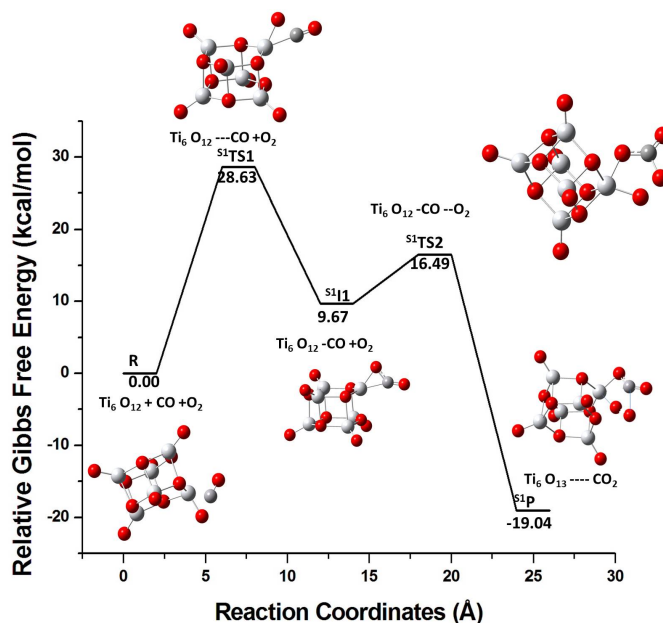 Ti6 O12 ---CO +O2
S1TS1
28.63
Ti6 O12 -CO --O2
S1TS2
16.49
S1I1
9.67
Ti6 O12 -CO +O2
R
0.00
Ti6 O12 + CO +O2
Ti6 O13 ---- CO2
S1P
-19.04
Relative Gibbs Free Energy (kcal/mol)
30
20
10
0
-10
-20
0
5
10
15
20
25
30
Reaction Coordinates (Å)